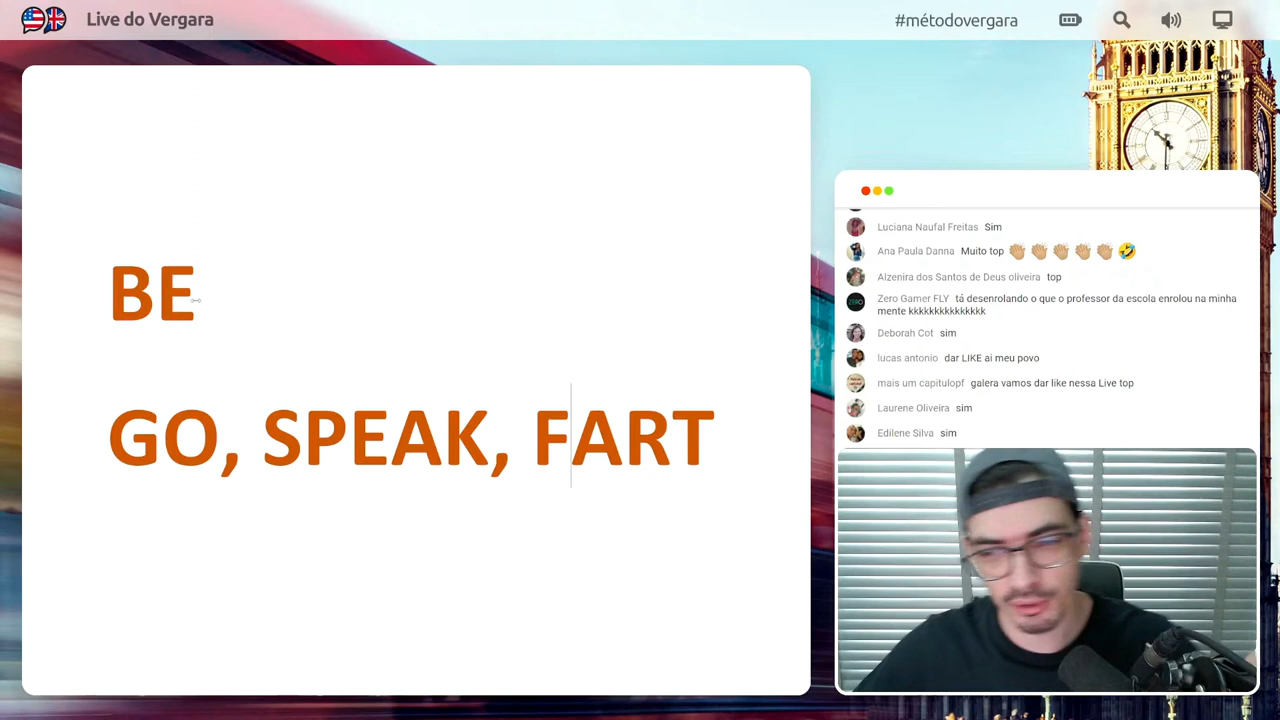 Live do Vergara
#métodovergara
BE
GO, SPEAK, FART
Luciana Naufal Freitas Sim
Ana Paula Danna Muito top 👏🏼👏🏼👏🏼👏🏼👏🏼🤣
Alzenira dos Santos de Deus oliveira top
Zero Gamer FLY tá desenrolando o que o professor da escola enrolou na minha
mente kkkkkkkkkkkkkkk
Deborah Cot sim
lucas antonio dar LIKE ai meu povo
mais um capitulopf galera vamos dar like nessa Live top
Laurene Oliveira sim
Edilene Silva sim